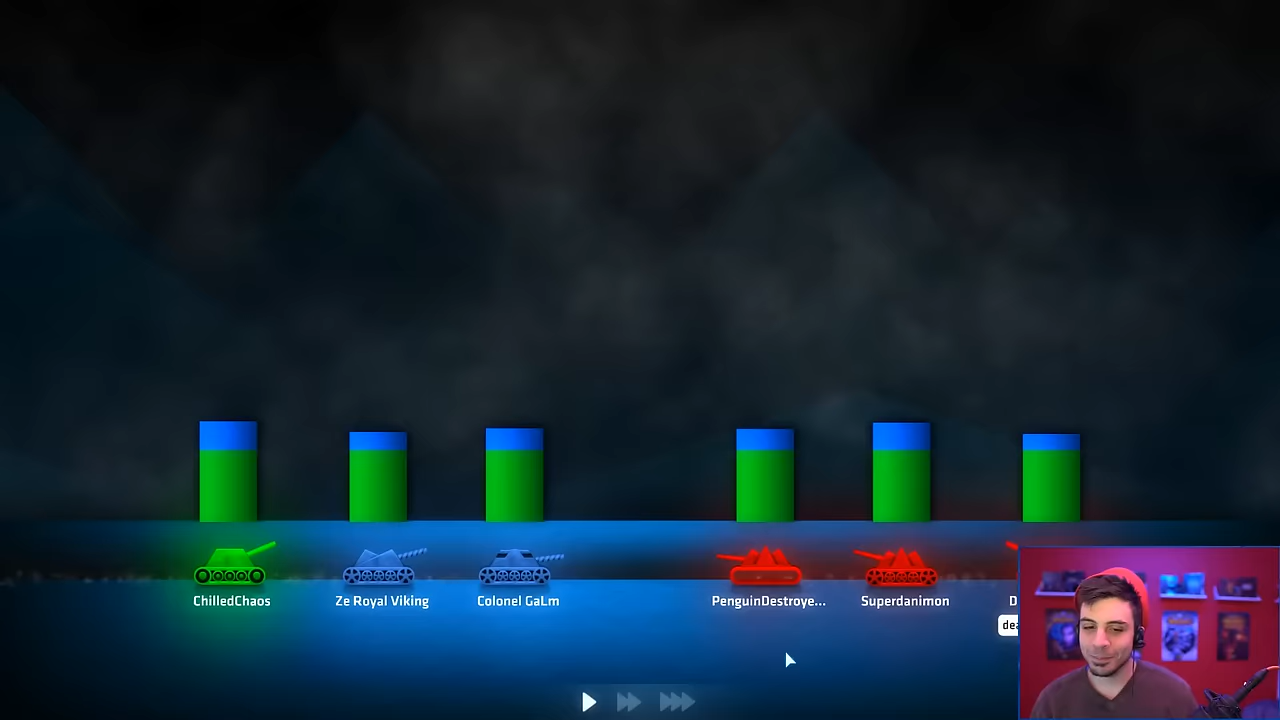 ChilledChaos
Ze Royal Viking
Colonel GaLm
PenguinDestroye...
Superdanimon